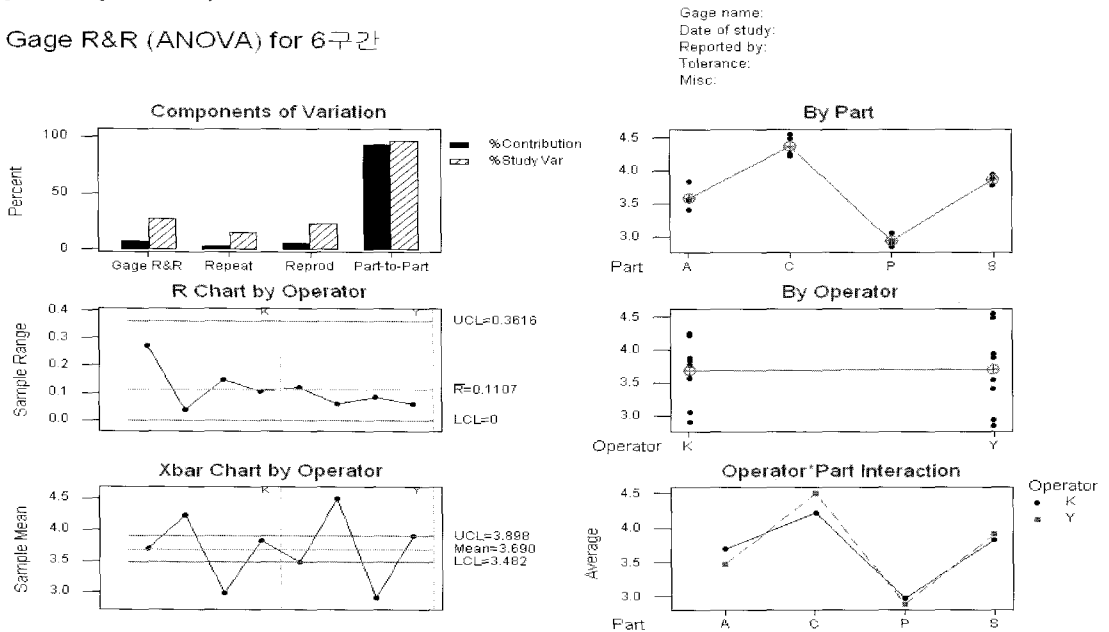 Gage R&R (ANOVA) for 6구간
Gage name:
Date of study:
Reported by:
Tolerance:
Misc:
Components of Variation
100
50
0
Percent
Gage R&R Repeat Reprod Part-to-Part
%Contribution
%Study Var
By Part
4.5
4.0
3.5
3.0
Part A C P S
R Chart by Operator
0.4
0.3
0.2
0.1
0.0
Sample Range
K Y
UCL=0.3616
R=0.1107
LCL=0
By Operator
4.5
4.0
3.5
3.0
Operator K Y
Xbar Chart by Operator
4.5
4.0
3.5
3.0
Sample Mean
K Y
UCL=3.898
Mean=3.690
LCL=3.482
Operator*Part Interaction
4.5
4.0
3.5
3.0
Average
Part A C P S
Operator
K
Y